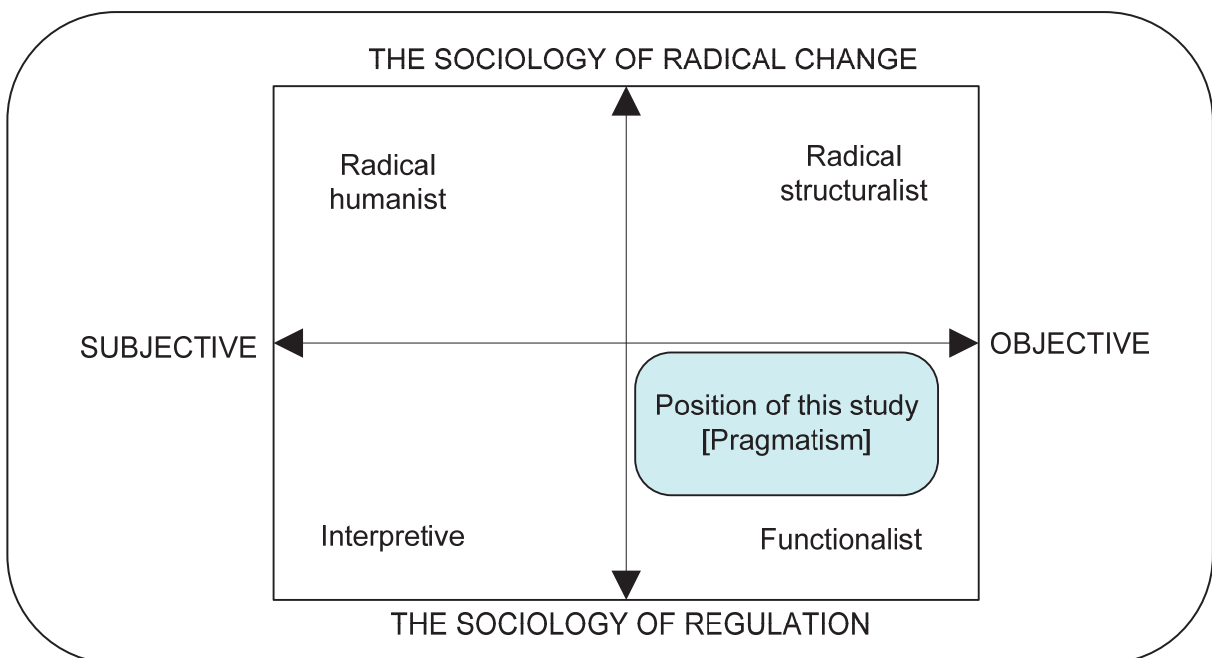 THE SOCIOLOGY OF RADICAL CHANGE
Radical
humanist
Radical
structuralist
SUBJECTIVE
OBJECTIVE
Position of this study
[Pragmatism]
Interpretive
Functionalist
THE SOCIOLOGY OF REGULATION